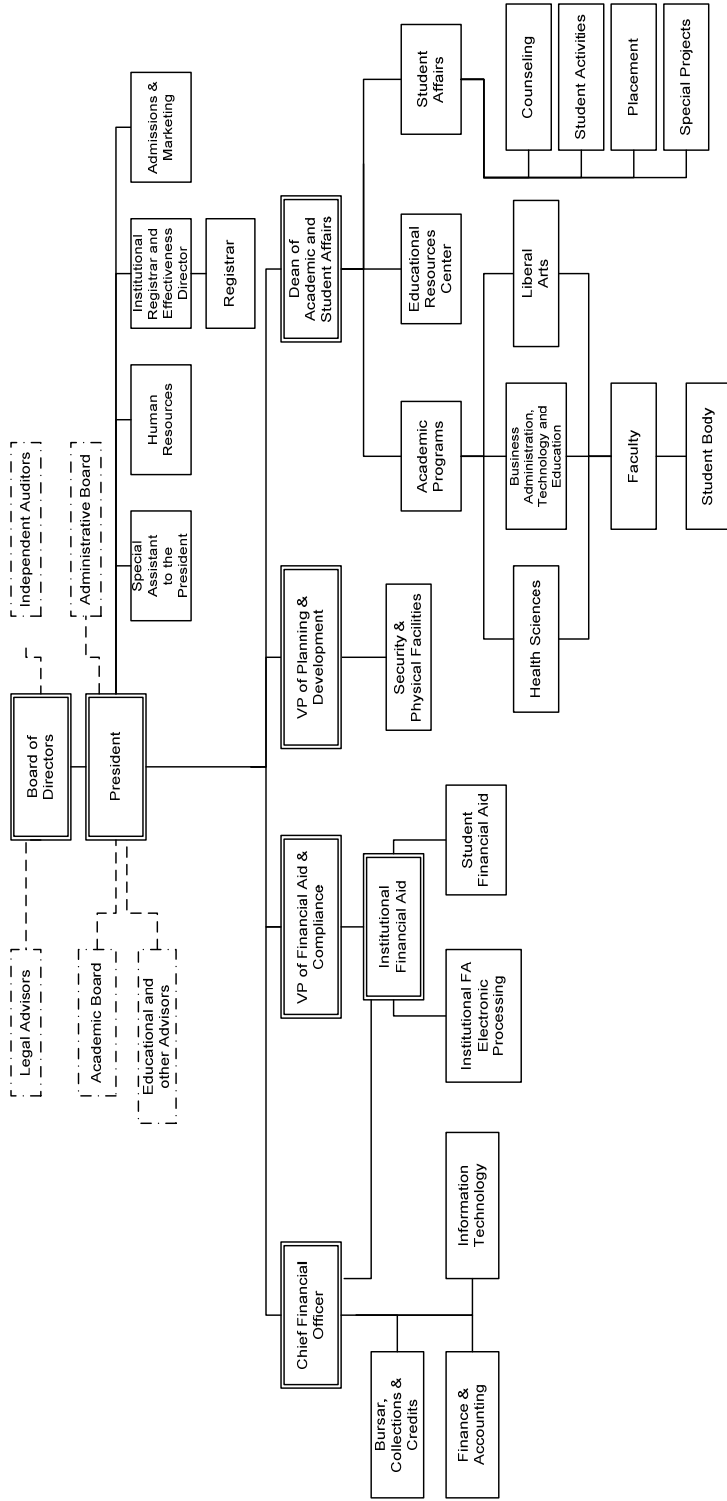 Legal Advisors
Board of
Directors
Independent Auditors
Academic Board
President
Administrative Board
Educational and
other Advisors
Special
Assistant
to the
President
Human
Resources
Institutional
Registrar and
Effectiveness
Director
Admissions &
Marketing
Registrar
Chief Financial
Officer
VP of Financial Aid &
Compliance
VP of Planning &
Development
Dean of
Academic and
Student Affairs
Bursar,
Collections &
Credits
Institutional
Financial Aid
Security &
Physical Facilities
Academic
Programs
Educational
Resources
Center
Student
Affairs
Finance &
Accounting
Information
Technology
Institutional FA
Electronic
Processing
Student
Financial Aid
Health Sciences
Business
Administration,
Technology and
Education
Liberal
Arts
Counseling
Student Activities
Placement
Special Projects
Faculty
Student Body